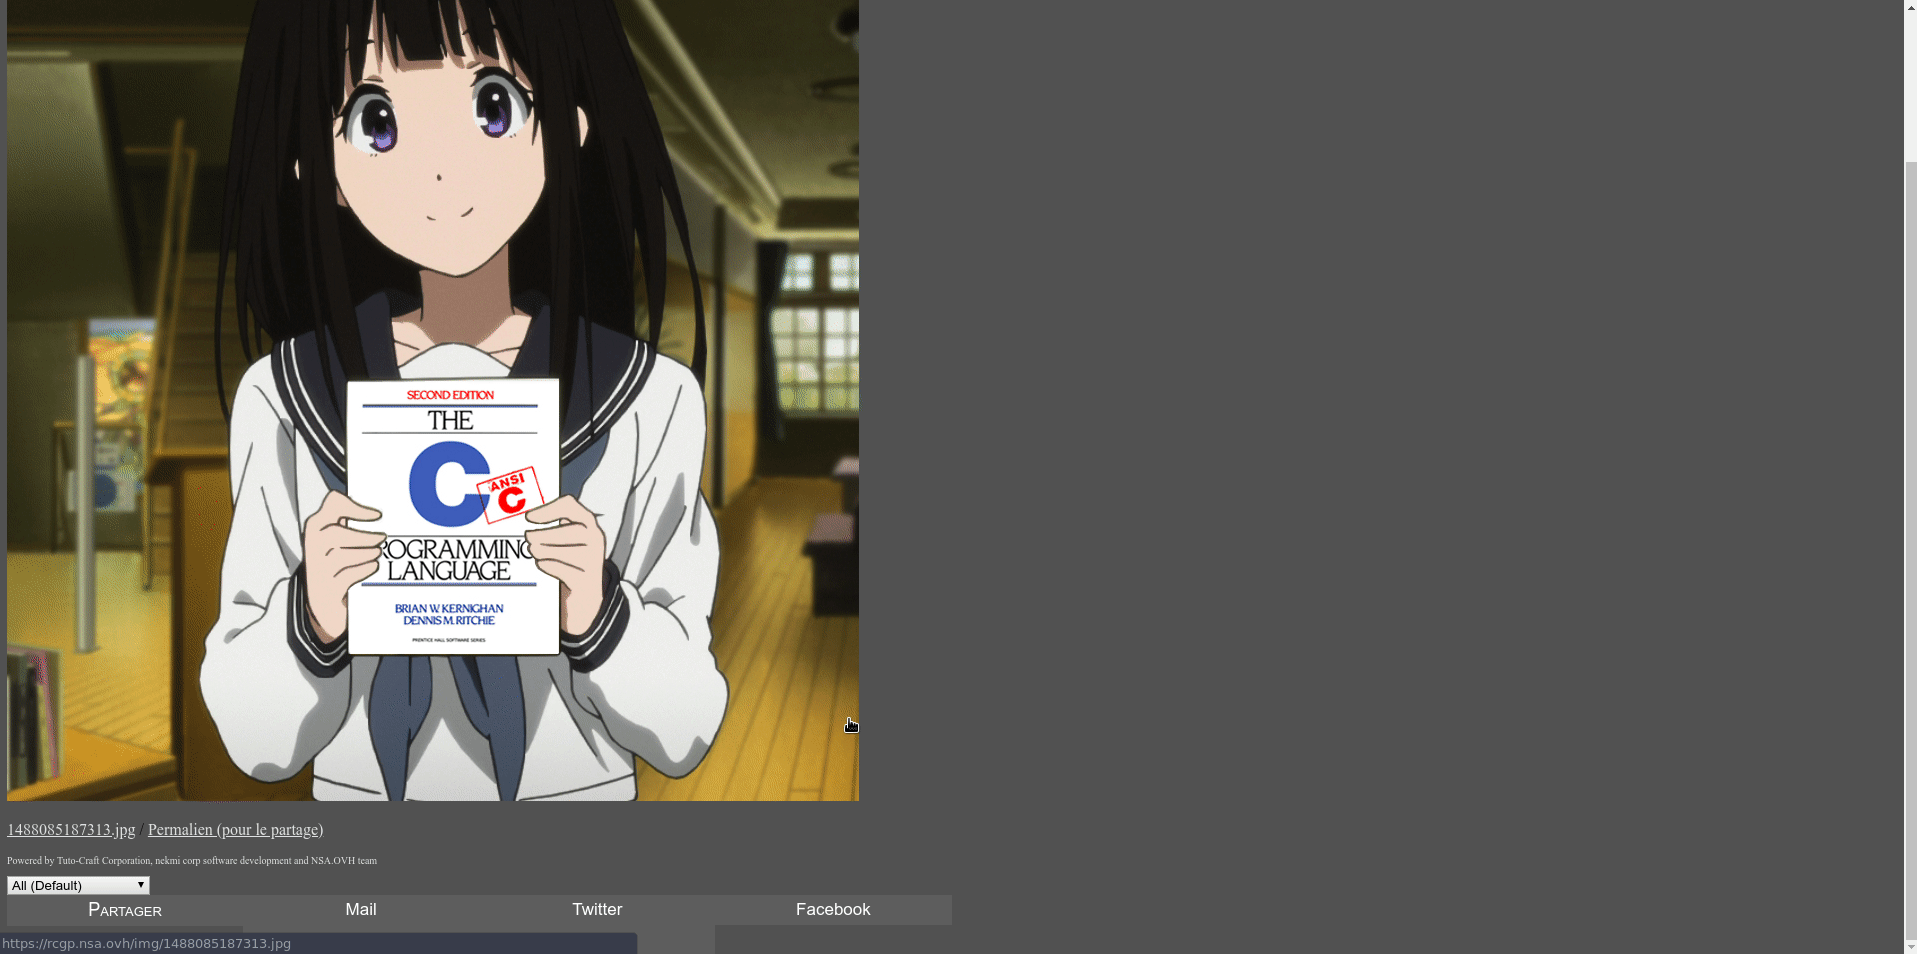 SECOND EDITION
THE
C
ANSI
C
ROGRAMMING
LANGUAGE
BRIAN W. KERNIGHAN
DENNIS M. RITCHIE
PRENTICE HALL SOFTWARE SERIES
1488085187313.jpg / Permalien (pour le partage)
Powered by Tuto-Craft Corporation, nekmi corp software development and NSA.OVH team
All (Default)
PARTAGER Mail Twitter Facebook
https://rcgp.nsa.ovh/img/1488085187313.jpg